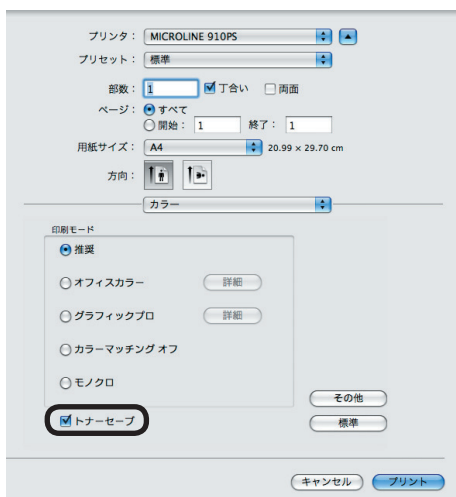 プリンタ： MICROLINE 910PS
プリセット： 標準
部数： 1 丁合い 両面
ページ： すべて
開始： 1 終了： 1
用紙サイズ： A4 20.99 × 29.70 cm
方向：
カラー
印刷モード
推奨
オフィスカラー 詳細
グラフィックプロ 詳細
カラーマッチング オフ
モノクロ
その他
トナーセーブ 標準
キャンセル プリント